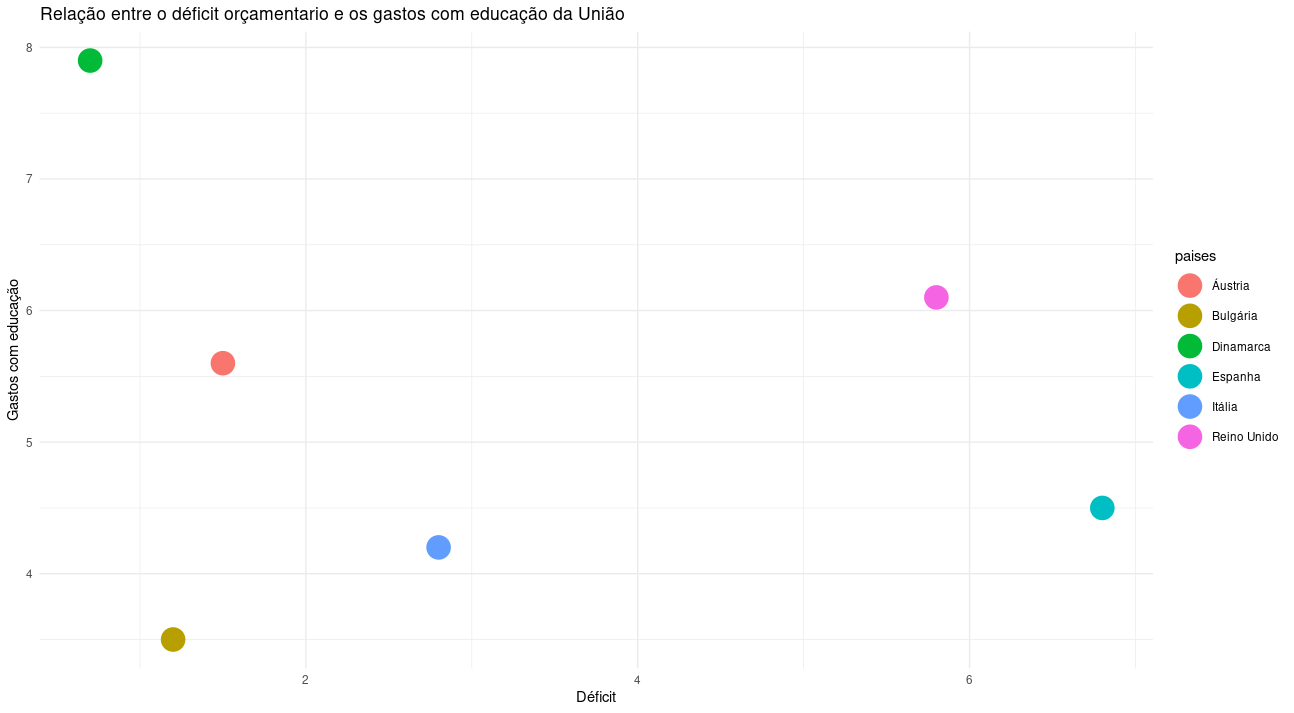 Relação entre o déficit orçamentario e os gastos com educação da União
8
7
6
5
4
Gastos com educação
2
4
6
Déficit
paises
Áustria
Bulgária
Dinamarca
Espanha
Itália
Reino Unido